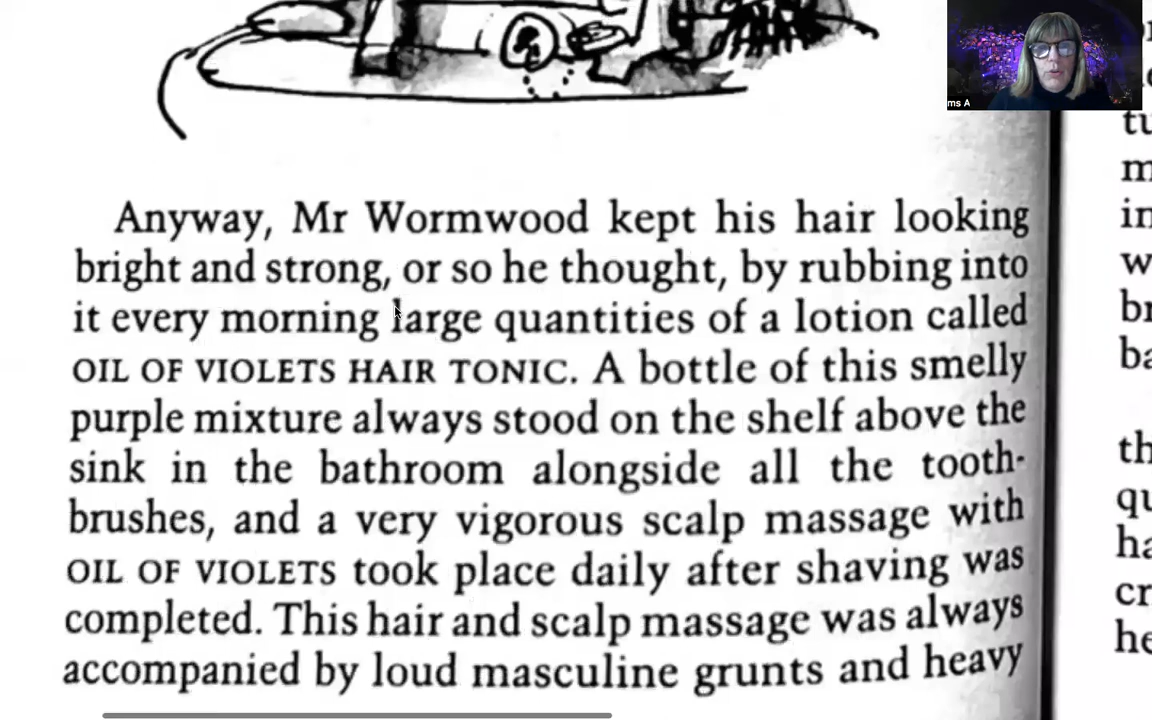 ms A
Anyway, Mr Wormwood kept his hair looking
bright and strong, or so he thought, by rubbing into
it every morning large quantities of a lotion called
OIL OF VIOLETS HAIR TONIC. A bottle of this smelly
purple mixture always stood on the shelf above the
sink in the bathroom alongside all the tooth-
brushes, and a very vigorous scalp massage with
OIL OF VIOLETS took place daily after shaving was
completed. This hair and scalp massage was always
accompanied by loud masculine grunts and heavy